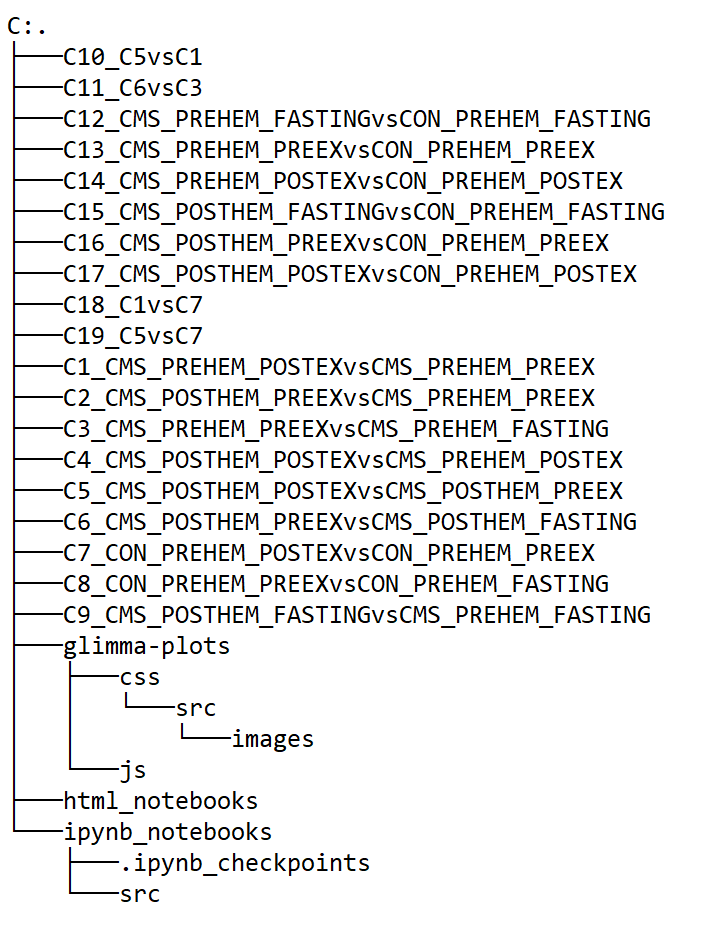 C:.
├───C10_C5vsC1
├───C11_C6vsC3
├───C12_CMS_PREHEM_FASTINGvsCON_PREHEM_FASTING
├───C13_CMS_PREHEM_PREEXvsCON_PREHEM_PREEX
├───C14_CMS_PREHEM_POSTEXvsCON_PREHEM_POSTEX
├───C15_CMS_POSTHEM_FASTINGvsCON_PREHEM_FASTING
├───C16_CMS_POSTHEM_PREEXvsCON_PREHEM_PREEX
├───C17_CMS_POSTHEM_POSTEXvsCON_PREHEM_POSTEX
├───C18_C1vsC7
├───C19_C5vsC7
├───C1_CMS_PREHEM_POSTEXvsCMS_PREHEM_PREEX
├───C2_CMS_POSTHEM_PREEXvsCMS_PREHEM_PREEX
├───C3_CMS_PREHEM_PREEXvsCMS_PREHEM_FASTING
├───C4_CMS_POSTHEM_POSTEXvsCMS_PREHEM_POSTEX
├───C5_CMS_POSTHEM_POSTEXvsCMS_POSTHEM_PREEX
├───C6_CMS_POSTHEM_PREEXvsCMS_POSTHEM_FASTING
├───C7_CON_PREHEM_POSTEXvsCON_PREHEM_PREEX
├───C8_CON_PREHEM_PREEXvsCON_PREHEM_FASTING
├───C9_CMS_POSTHEM_FASTINGvsCMS_PREHEM_FASTING
├───glimma-plots
│   ├───css
│   │   └───src
│   │       └───images
│   └───js
├───html_notebooks
└───ipynb_notebooks
    ├───.ipynb_checkpoints
    └───src